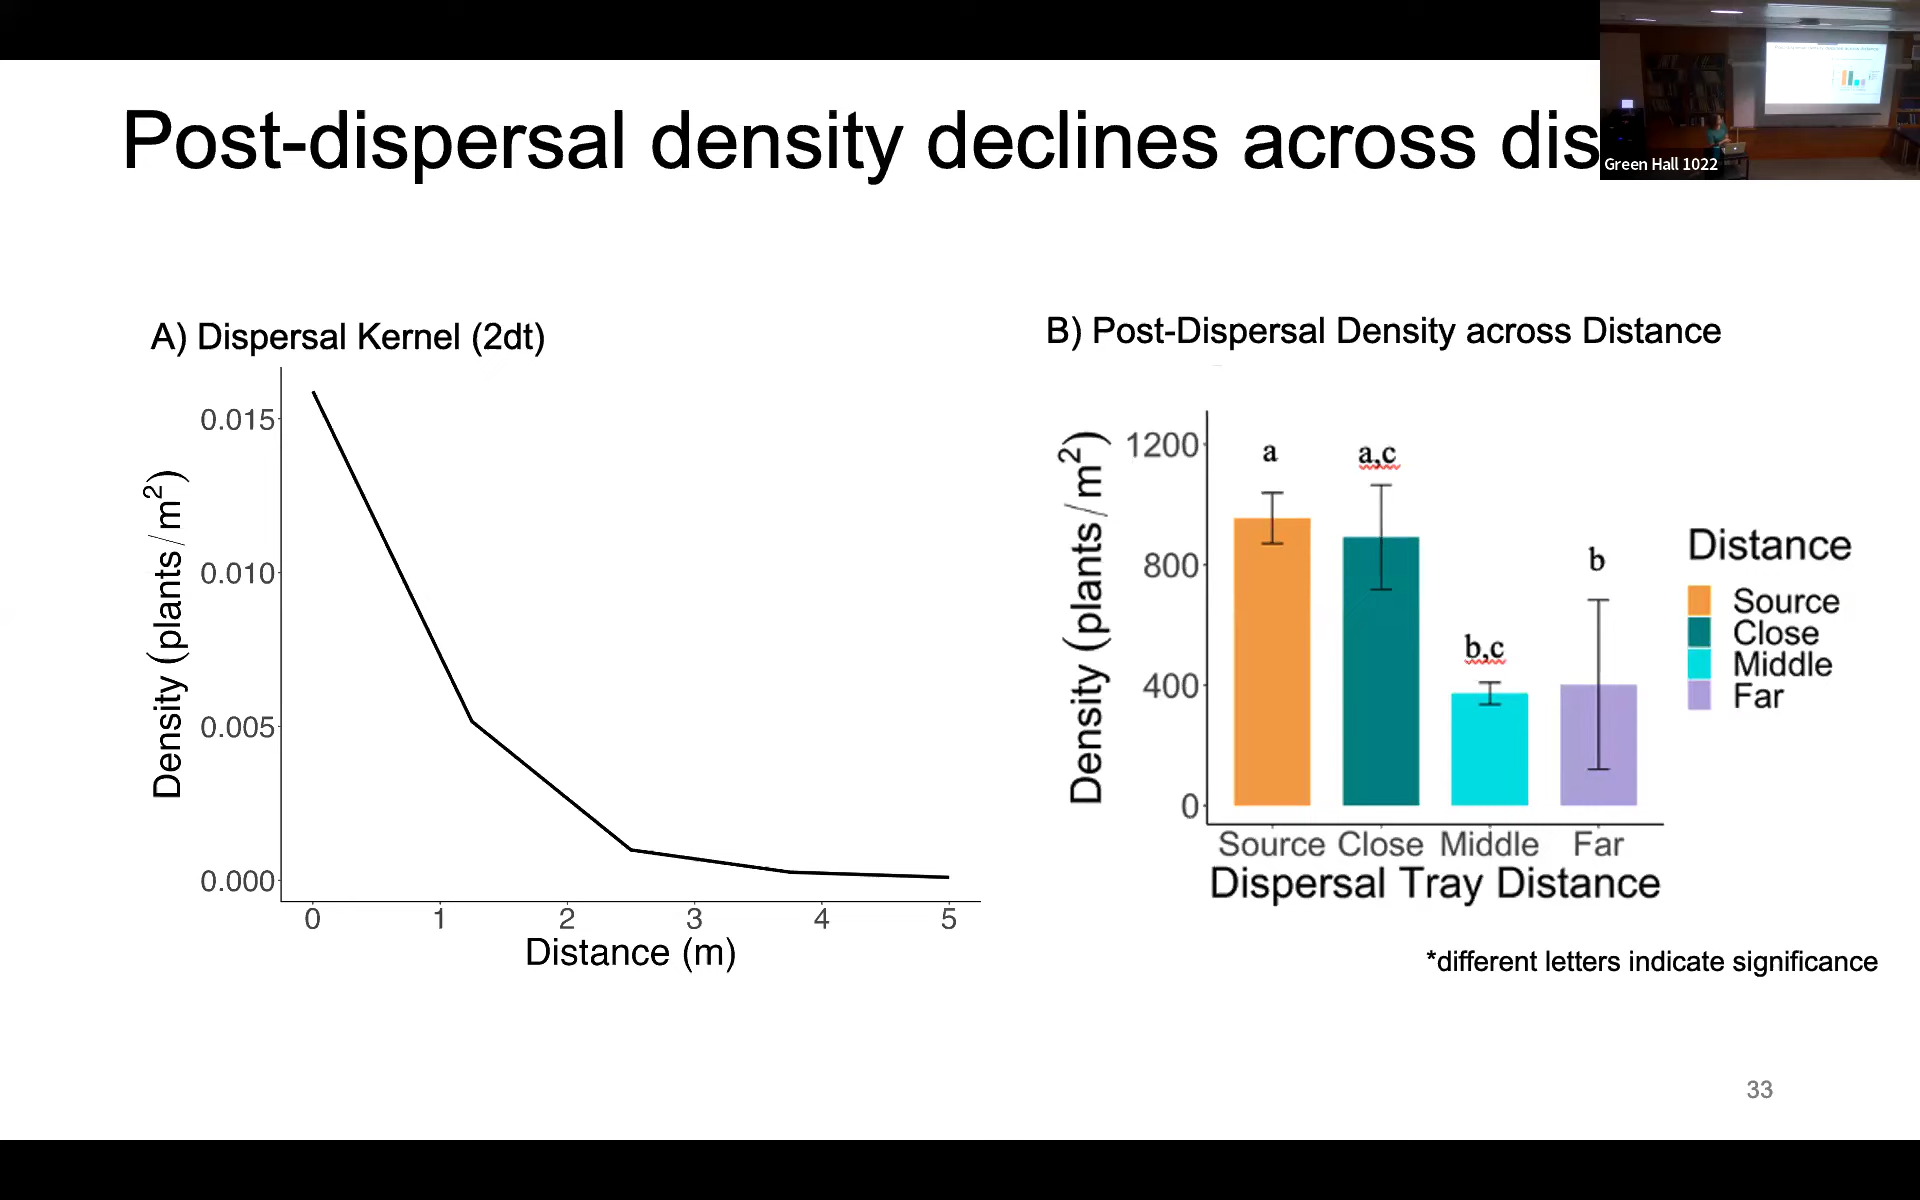 Post-dispersal density declines across dis
Green Hall 1022
A) Dispersal Kernel (2dt)
0.015
0.010
0.005
0.000
Density (plants/m²)
0 1 2 3 4 5
Distance (m)
B) Post-Dispersal Density across Distance
1200
800
400
0
Density (plants/m²)
a
a,c
b,c
b
Source Close Middle Far
Dispersal Tray Distance
Distance
Source
Close
Middle
Far
*different letters indicate significance
33